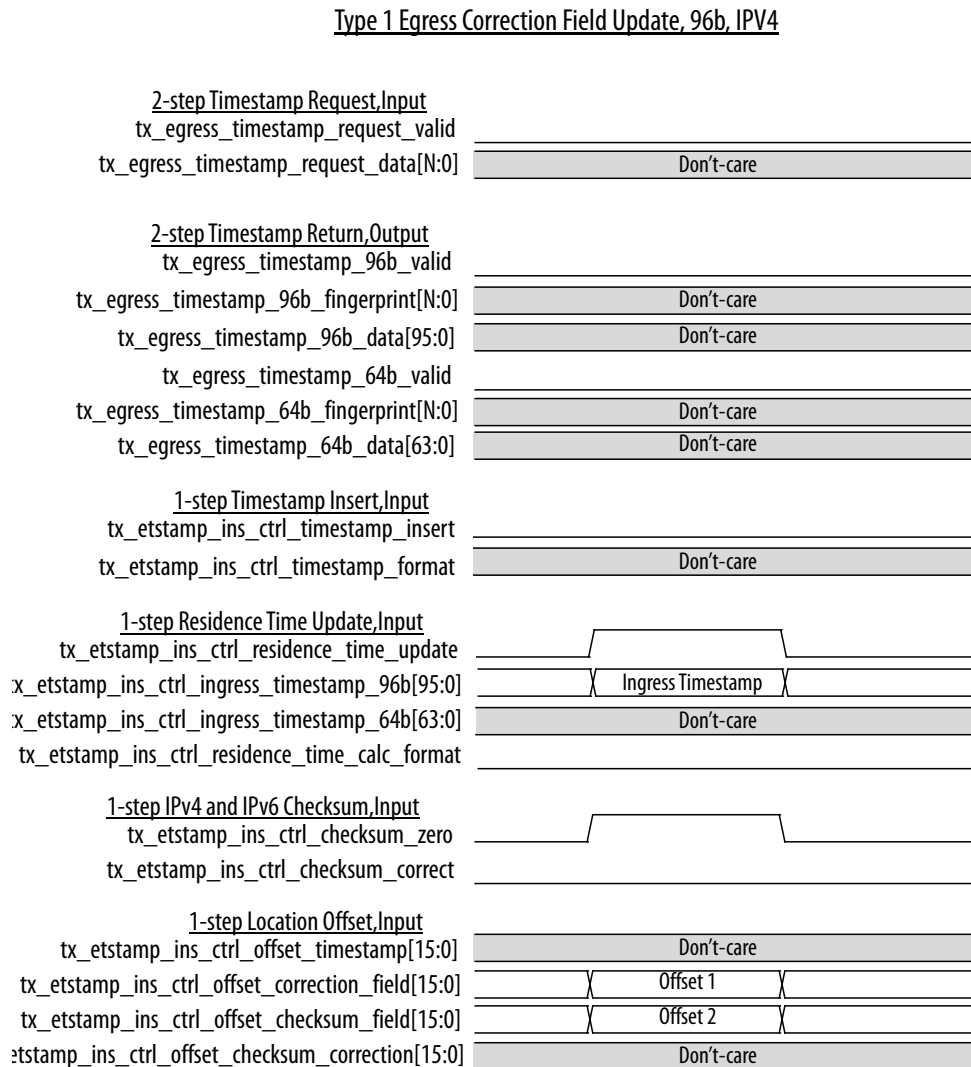 Type 1 Egress Correction Field Update, 96b, IPV4
2-step Timestamp Request,Input
tx_egress_timestamp_request_valid
tx_egress_timestamp_request_data[N:0] Don't-care
2-step Timestamp Return,Output
tx_egress_timestamp_96b_valid
tx_egress_timestamp_96b_fingerprint[N:0] Don't-care
tx_egress_timestamp_96b_data[95:0] Don't-care
tx_egress_timestamp_64b_valid
tx_egress_timestamp_64b_fingerprint[N:0] Don't-care
tx_egress_timestamp_64b_data[63:0] Don't-care
1-step Timestamp Insert,Input
tx_etstamp_ins_ctrl_timestamp_insert
tx_etstamp_ins_ctrl_timestamp_format Don't-care
1-step Residence Time Update,Input
tx_etstamp_ins_ctrl_residence_time_update
x_etstamp_ins_ctrl_ingress_timestamp_96b[95:0] Ingress Timestamp
x_etstamp_ins_ctrl_ingress_timestamp_64b[63:0] Don't-care
tx_etstamp_ins_ctrl_residence_time_calc_format
1-step IPv4 and IPv6 Checksum,Input
tx_etstamp_ins_ctrl_checksum_zero
tx_etstamp_ins_ctrl_checksum_correct
1-step Location Offset,Input
tx_etstamp_ins_ctrl_offset_timestamp[15:0] Don't-care
tx_etstamp_ins_ctrl_offset_correction_field[15:0] Offset 1
tx_etstamp_ins_ctrl_offset_checksum_field[15:0] Offset 2
etstamp_ins_ctrl_offset_checksum_correction[15:0] Don't-care